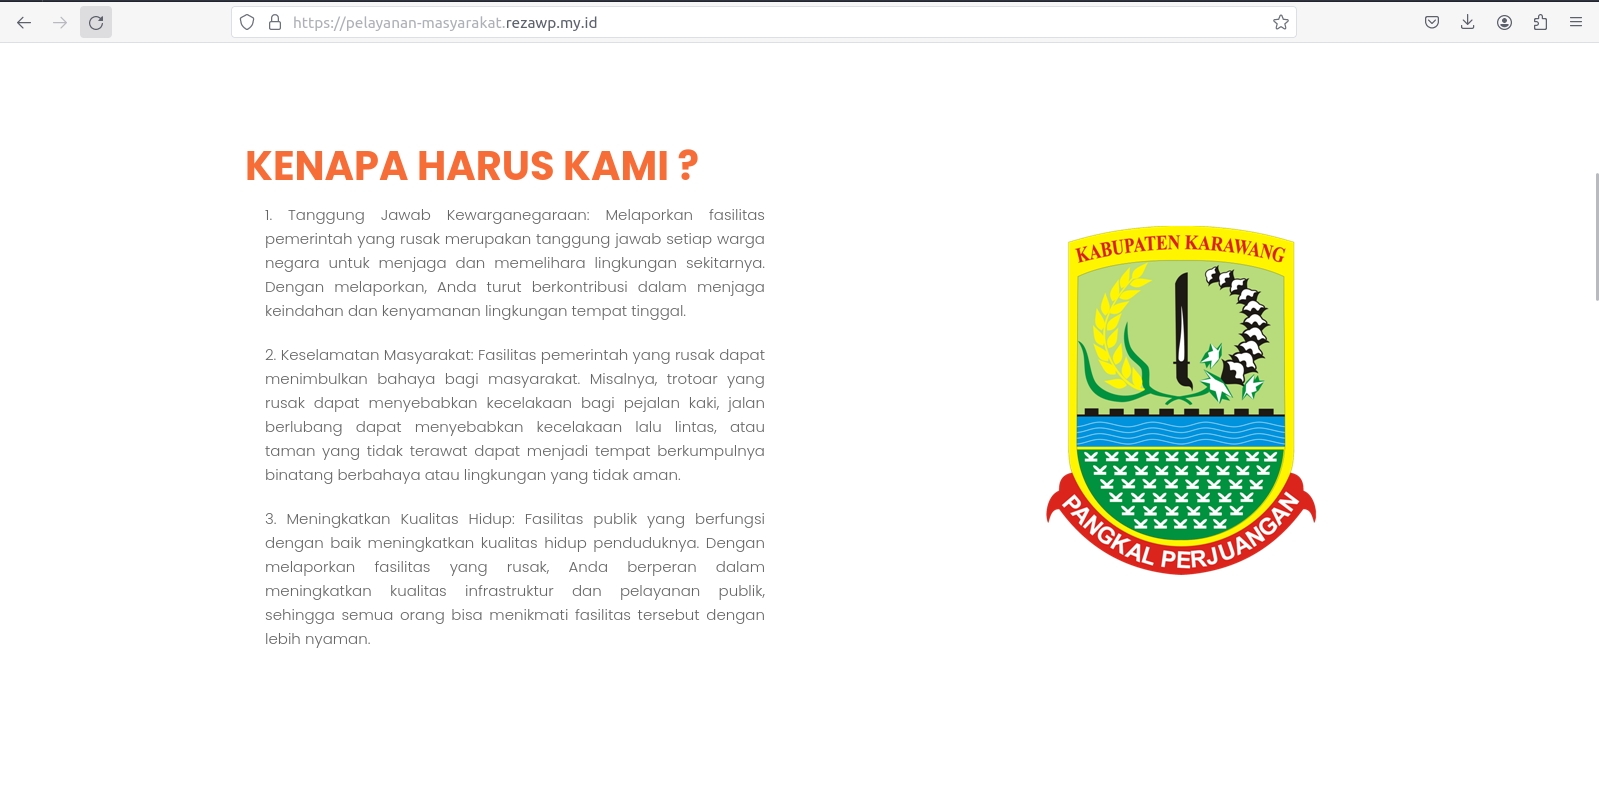 https://pelayanan-masyarakat.rezawp.my.id
KENAPA HARUS KAMI ?
1. Tanggung Jawab Kewarganegaraan: Melaporkan fasilitas
pemerintah yang rusak merupakan tanggung jawab setiap warga
negara untuk menjaga dan memelihara lingkungan sekitarnya.
Dengan melaporkan, Anda turut berkontribusi dalam menjaga
keindahan dan kenyamanan lingkungan tempat tinggal.
2. Keselamatan Masyarakat: Fasilitas pemerintah yang rusak dapat
menimbulkan bahaya bagi masyarakat. Misalnya, trotoar yang
rusak dapat menyebabkan kecelakaan bagi pejalan kaki, jalan
berlubang dapat menyebabkan kecelakaan lalu lintas, atau
taman yang tidak terawat dapat menjadi tempat berkumpulnya
binatang berbahaya atau lingkungan yang tidak aman.
3. Meningkatkan Kualitas Hidup: Fasilitas publik yang berfungsi
dengan baik meningkatkan kualitas hidup penduduknya. Dengan
melaporkan fasilitas yang rusak, Anda berperan dalam
meningkatkan kualitas infrastruktur dan pelayanan publik,
sehingga semua orang bisa menikmati fasilitas tersebut dengan
lebih nyaman.
KABUPATEN KARAWANG
PANGKAL PERJUANGAN